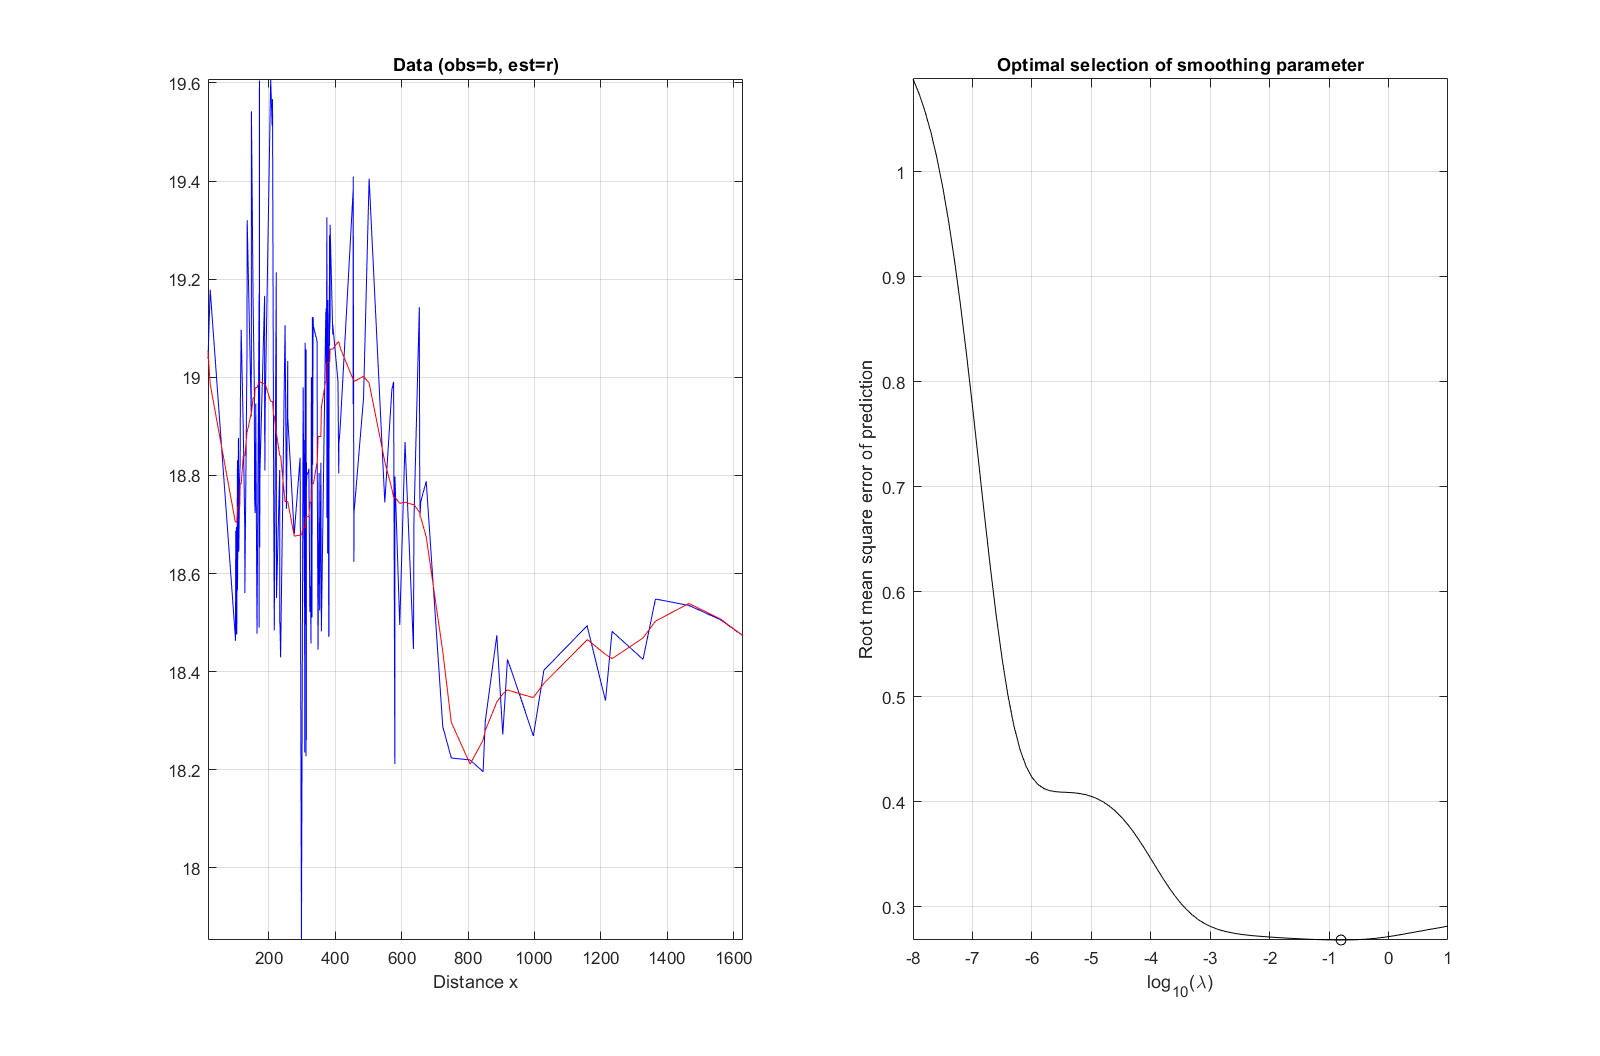 Data (obs=b, est=r)
19.6
19.4
19.2
19
18.8
18.6
18.4
18.2
18
200 400 600 800 1000 1200 1400 1600
Distance x
Optimal selection of smoothing parameter
Root mean square error of prediction
1
0.9
0.8
0.7
0.6
0.5
0.4
0.3
-8 -7 -6 -5 -4 -3 -2 -1 0 1
log10(λ)